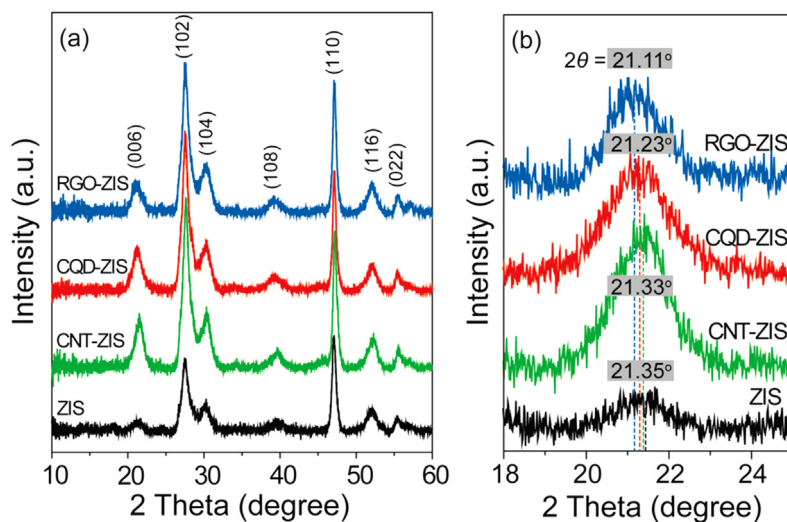 (a)
(006)
(102)
(104)
(108)
(110)
(116)
(022)
RGO-ZIS
CQD-ZIS
CNT-ZIS
ZIS
Intensity (a.u.)
10 20 30 40 50 60
2 Theta (degree)
(b)
2θ = 21.11°
RGO-ZIS
21.23°
CQD-ZIS
21.33°
CNT-ZIS
21.35°
ZIS
Intensity (a.u.)
18 20 22 24
2 Theta (degree)